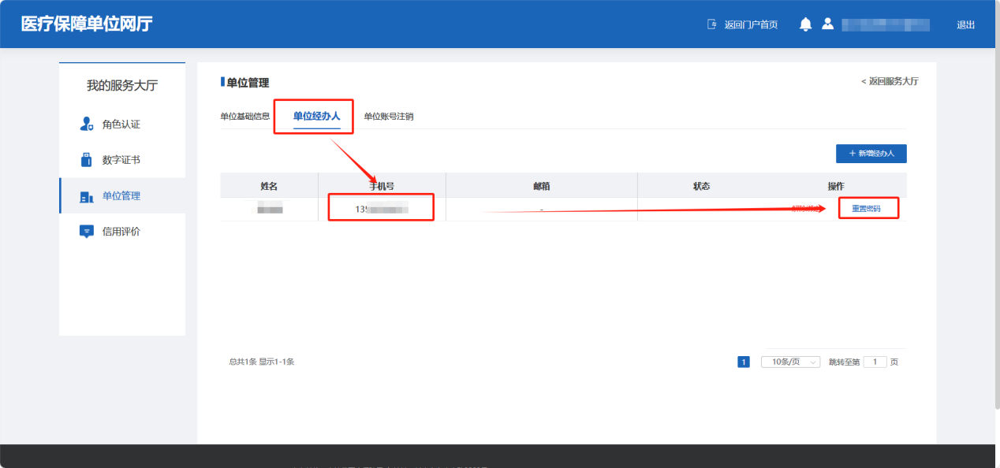 医疗保障单位网厅
返回门户首页
退出
我的服务大厅
角色认证
数字证书
单位管理
信用评价
单位管理
< 返回服务大厅
单位基础信息 单位经办人 单位账号注销
+ 新增经办人
姓名 手机号 邮箱 状态 操作
135 - 解除绑定 重置密码
总共1条 显示1-1条
1 10条/页 跳转至第 1 页